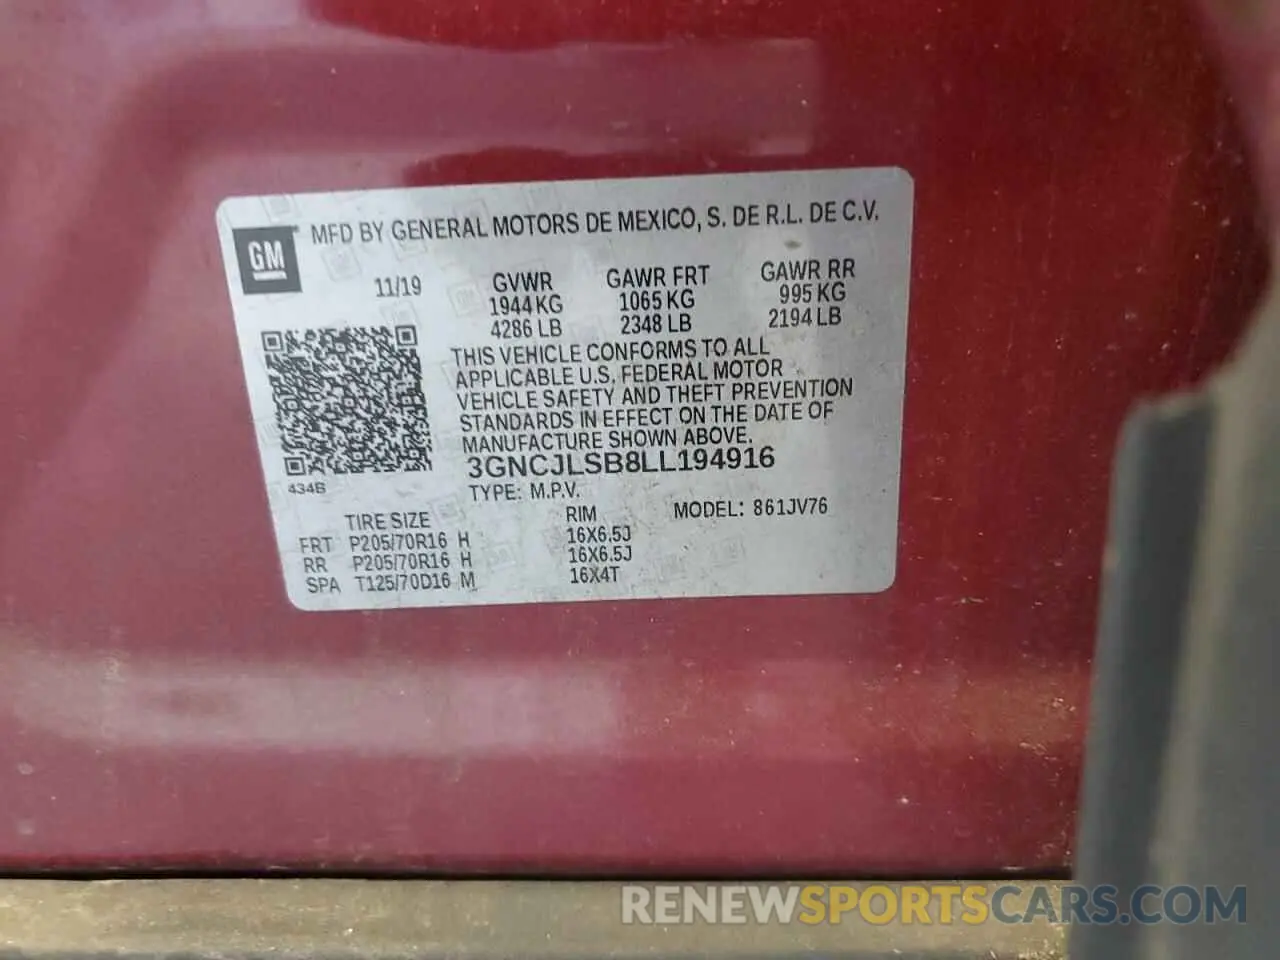 GM
MFD BY GENERAL MOTORS DE MEXICO, S. DE R.L. DE C.V.
11/19 GVWR GAWR FRT GAWR RR
1944 KG 1065 KG 995 KG
4286 LB 2348 LB 2194 LB
THIS VEHICLE CONFORMS TO ALL
APPLICABLE U.S. FEDERAL MOTOR
VEHICLE SAFETY AND THEFT PREVENTION
STANDARDS IN EFFECT ON THE DATE OF
MANUFACTURE SHOWN ABOVE.
3GNCJLSB8LL194916
434B
TYPE: M.P.V. MODEL: 861JV76
TIRE SIZE RIM
FRT P205/70R16 H 16X6.5J
RR P205/70R16 H 16X6.5J
SPA T125/70D16 M 16X4T
RENEWSPORTSCARS.COM